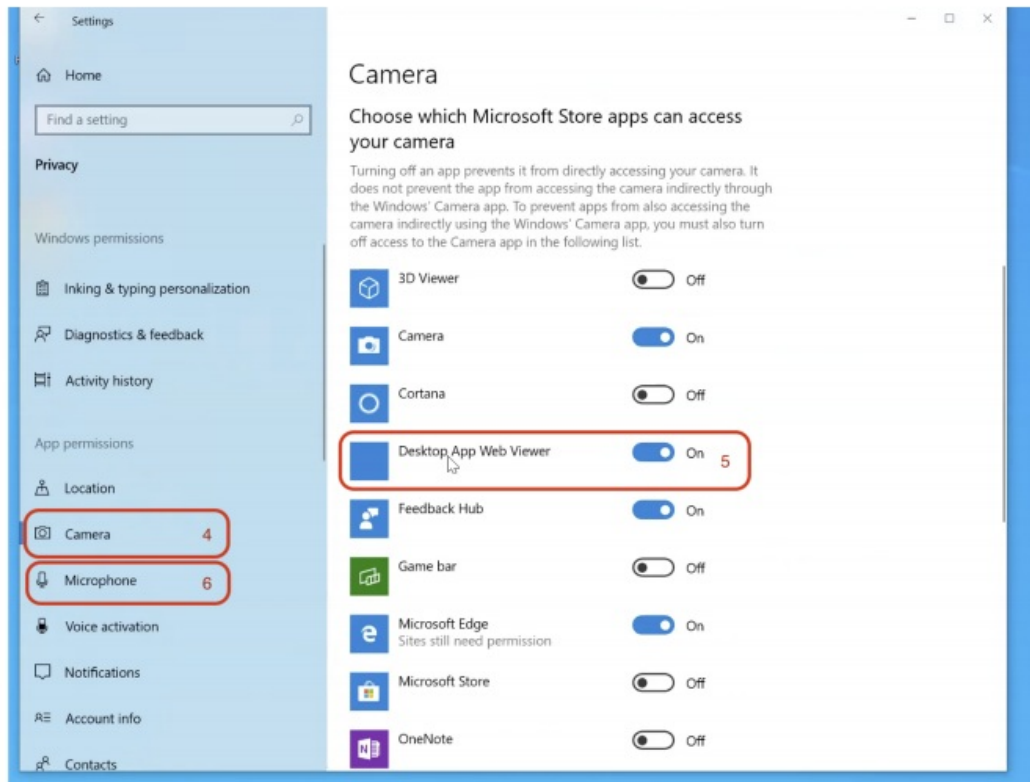 Settings
Home
Find a setting
Privacy
Windows permissions
Inking & typing personalization
Diagnostics & feedback
Activity history
App permissions
Location
Camera 4
Microphone 6
Voice activation
Notifications
Account info
Contacts
Camera
Choose which Microsoft Store apps can access
your camera
Turning off an app prevents it from directly accessing your camera. It
does not prevent the app from accessing the camera indirectly through
the Windows' Camera app. To prevent apps from also accessing the
camera indirectly using the Windows' Camera app, you must also turn
off access to the Camera app in the following list.
3D Viewer Off
Camera On
Cortana Off
Desktop App Web Viewer On 5
Feedback Hub On
Game bar Off
Microsoft Edge On
Sites still need permission
Microsoft Store Off
OneNote Off